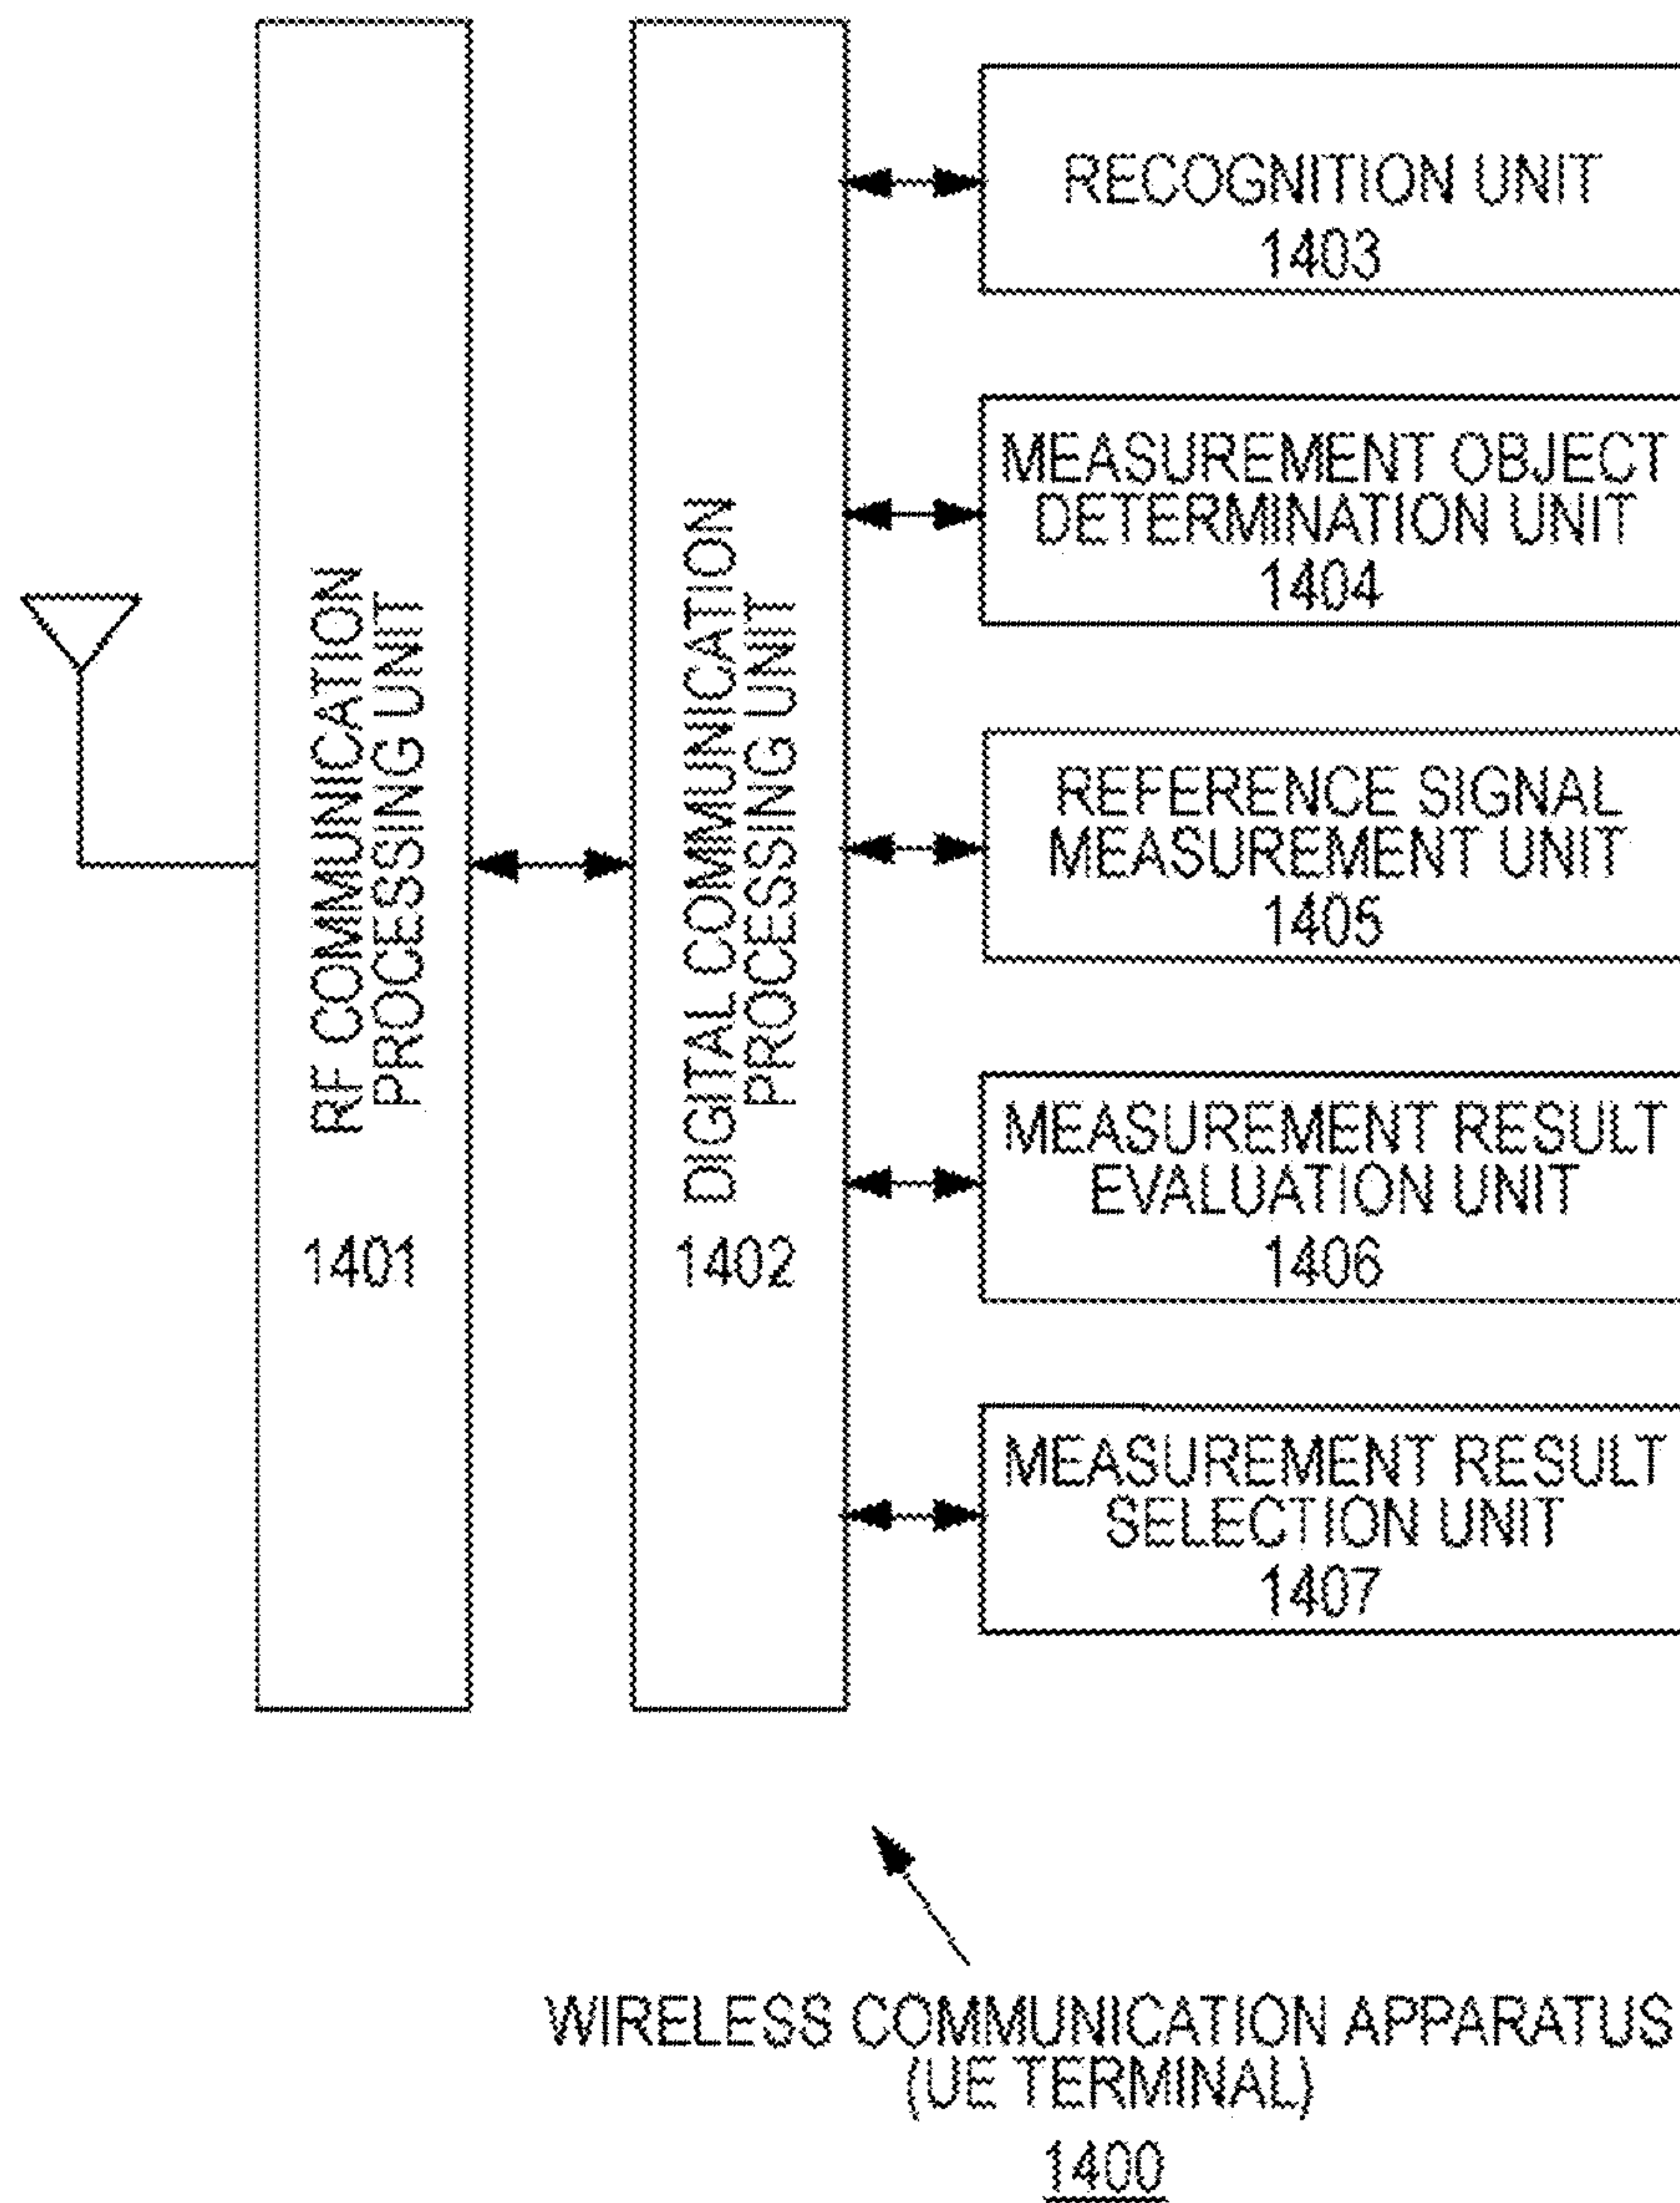 RF COMMUNICATION
PROCESSING UNIT
1401
DIGITAL COMMUNICATION
PROCESSING UNIT
1402
RECOGNITION UNIT
1403
MEASUREMENT OBJECT
DETERMINATION UNIT
1404
REFERENCE SIGNAL
MEASUREMENT UNIT
1405
MEASUREMENT RESULT
EVALUATION UNIT
1406
MEASUREMENT RESULT
SELECTION UNIT
1407
WIRELESS COMMUNICATION APPARATUS
(UE TERMINAL)
1400